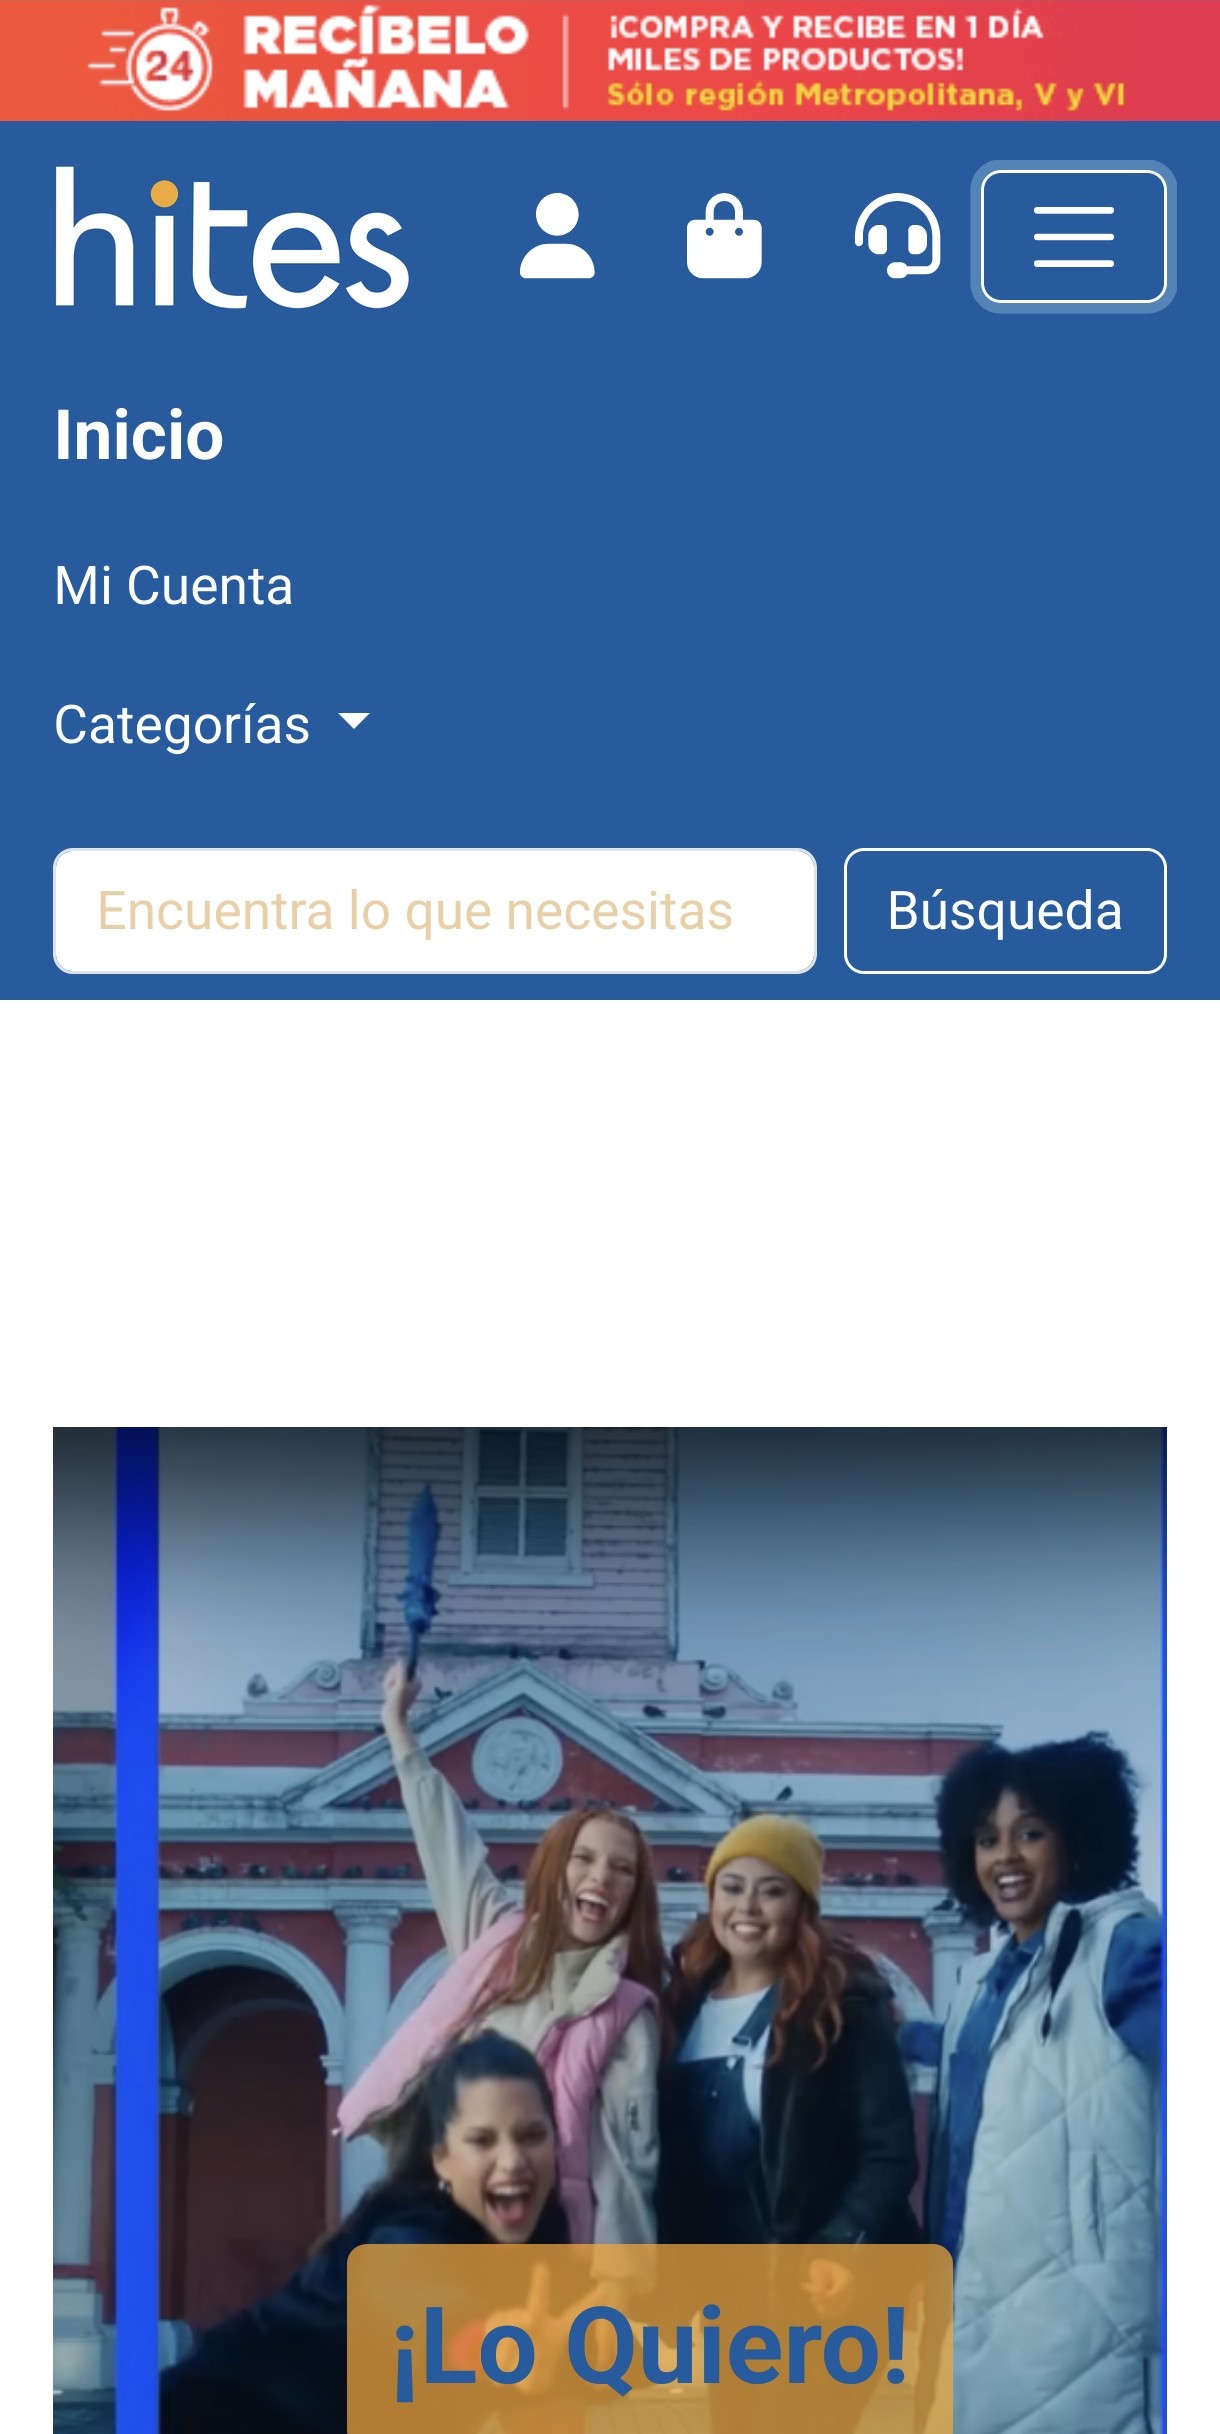 24
RECÍBELO
MAÑANA
¡COMPRA Y RECIBE EN 1 DÍA
MILES DE PRODUCTOS!
Sólo región Metropolitana, V y VI
hites
Inicio
Mi Cuenta
Categorías
Encuentra lo que necesitas
Búsqueda
¡Lo Quiero!